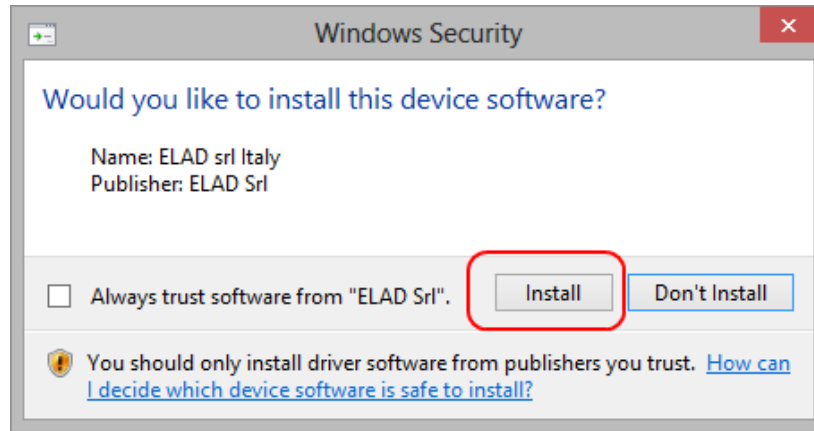 Windows Security
Would you like to install this device software?
Name: ELAD srl Italy
Publisher: ELAD Srl
Always trust software from "ELAD Srl".
Install
Don't Install
You should only install driver software from publishers you trust. How can
I decide which device software is safe to install?